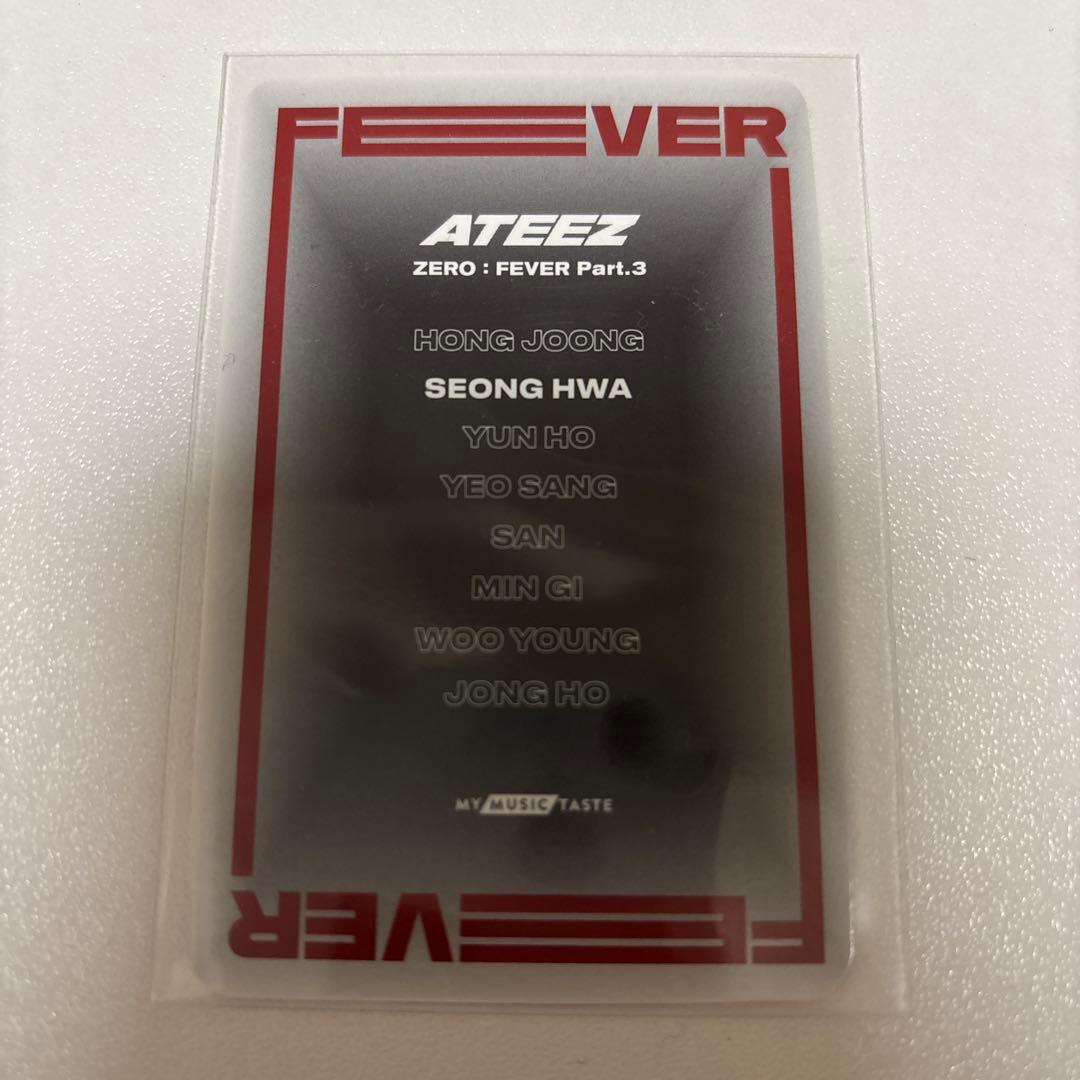 FEVER
ATEEZ
ZERO : FEVER Part.3
HONG JOONG
SEONG HWA
YUN HO
YEO SANG
SAN
MIN GI
WOO YOUNG
JONG HO
MY MUSIC TASTE
FEVER